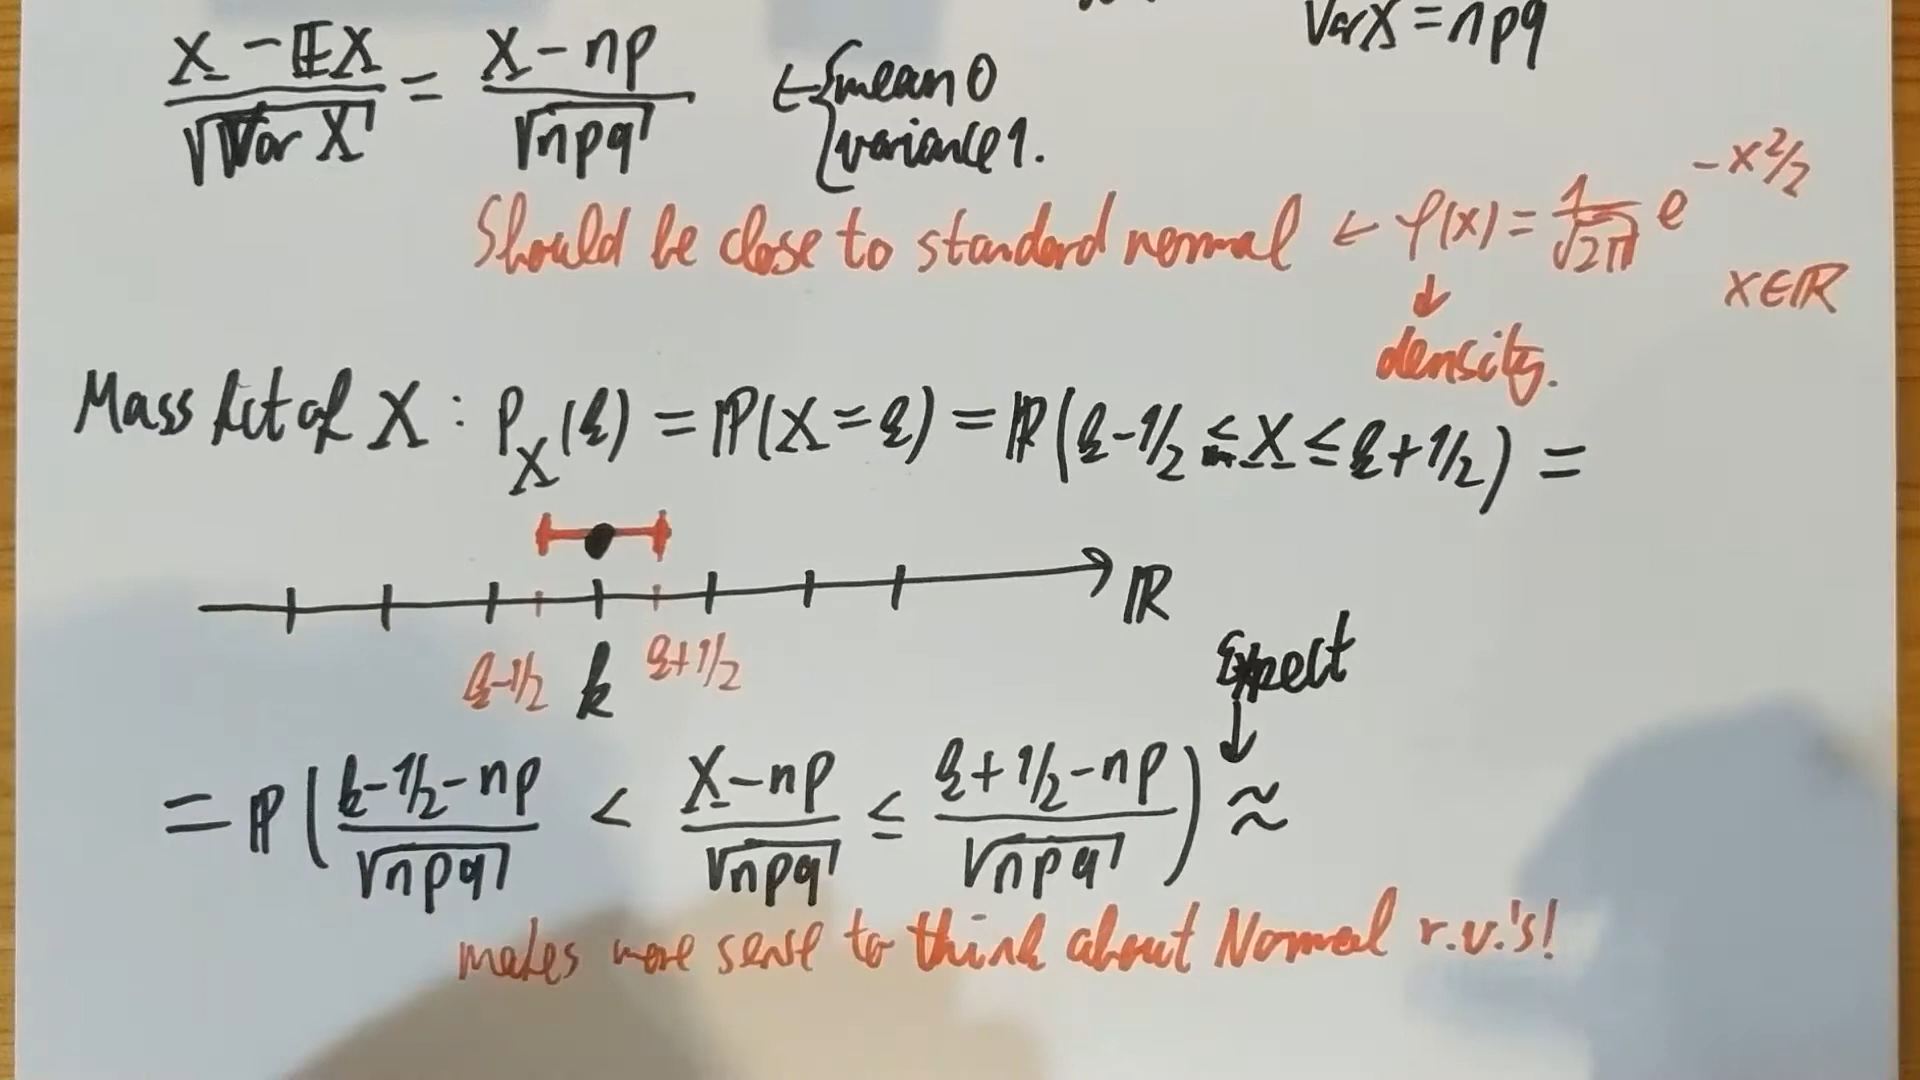 Var X = npq
(X - 𝔼X)/√(Var X) = (X - np)/√(npq) ← { mean 0
variance 1.
Should be close to standard normal ← φ(x) = 1/√(2π) e^(-x²/2)
x ∈ ℝ
↓
density.
Mass fct of X : P_X(k) = ℙ(X = k) = ℙ(k - 1/2 ≤ X ≤ k + 1/2) =
ℝ
k-1/2 k k+1/2
Expect
↓
= ℙ( (k - 1/2 - np)/√(npq) < (X - np)/√(npq) ≤ (k + 1/2 - np)/√(npq) ) ≈
makes more sense to think about Normal r.v.'s!